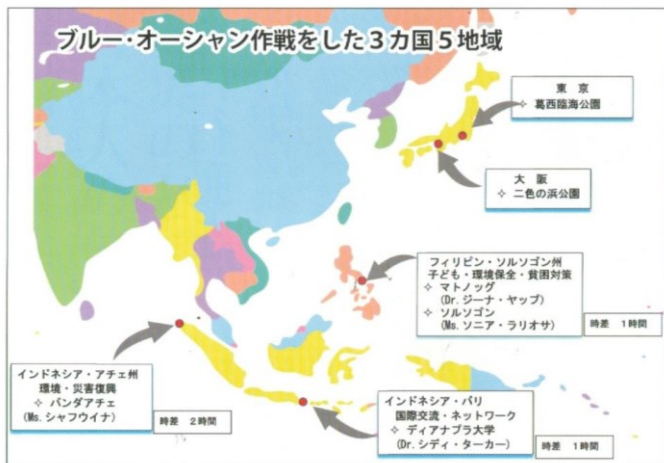 ブルー・オーシャン作戦をした３カ国５地域
東　京
✧ 葛西臨海公園
大　阪
✧ 二色の浜公園
フィリピン・ソルソゴン州
子ども・環境保全・貧困対策
✧ マトノッグ
(Dr.ジーナ・ヤップ)
✧ ソルソゴン
(Ms.ソニア・ラリオサ)
時差　1時間
インドネシア・アチェ州
環境・災害復興
✧ バンダアチェ
(Ms.シャフウイナ)
時差　2時間
インドネシア・バリ
国際交流・ネットワーク
✧ ディアナプラ大学
(Dr.シディ・ターカー)
時差　1時間